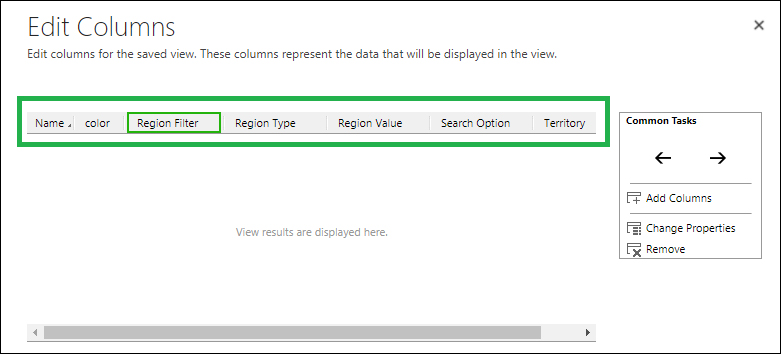 Edit Columns
Edit columns for the saved view. These columns represent the data that will be displayed in the view.
Name color Region Filter Region Type Region Value Search Option Territory
View results are displayed here.
Common Tasks
Add Columns
Change Properties
Remove